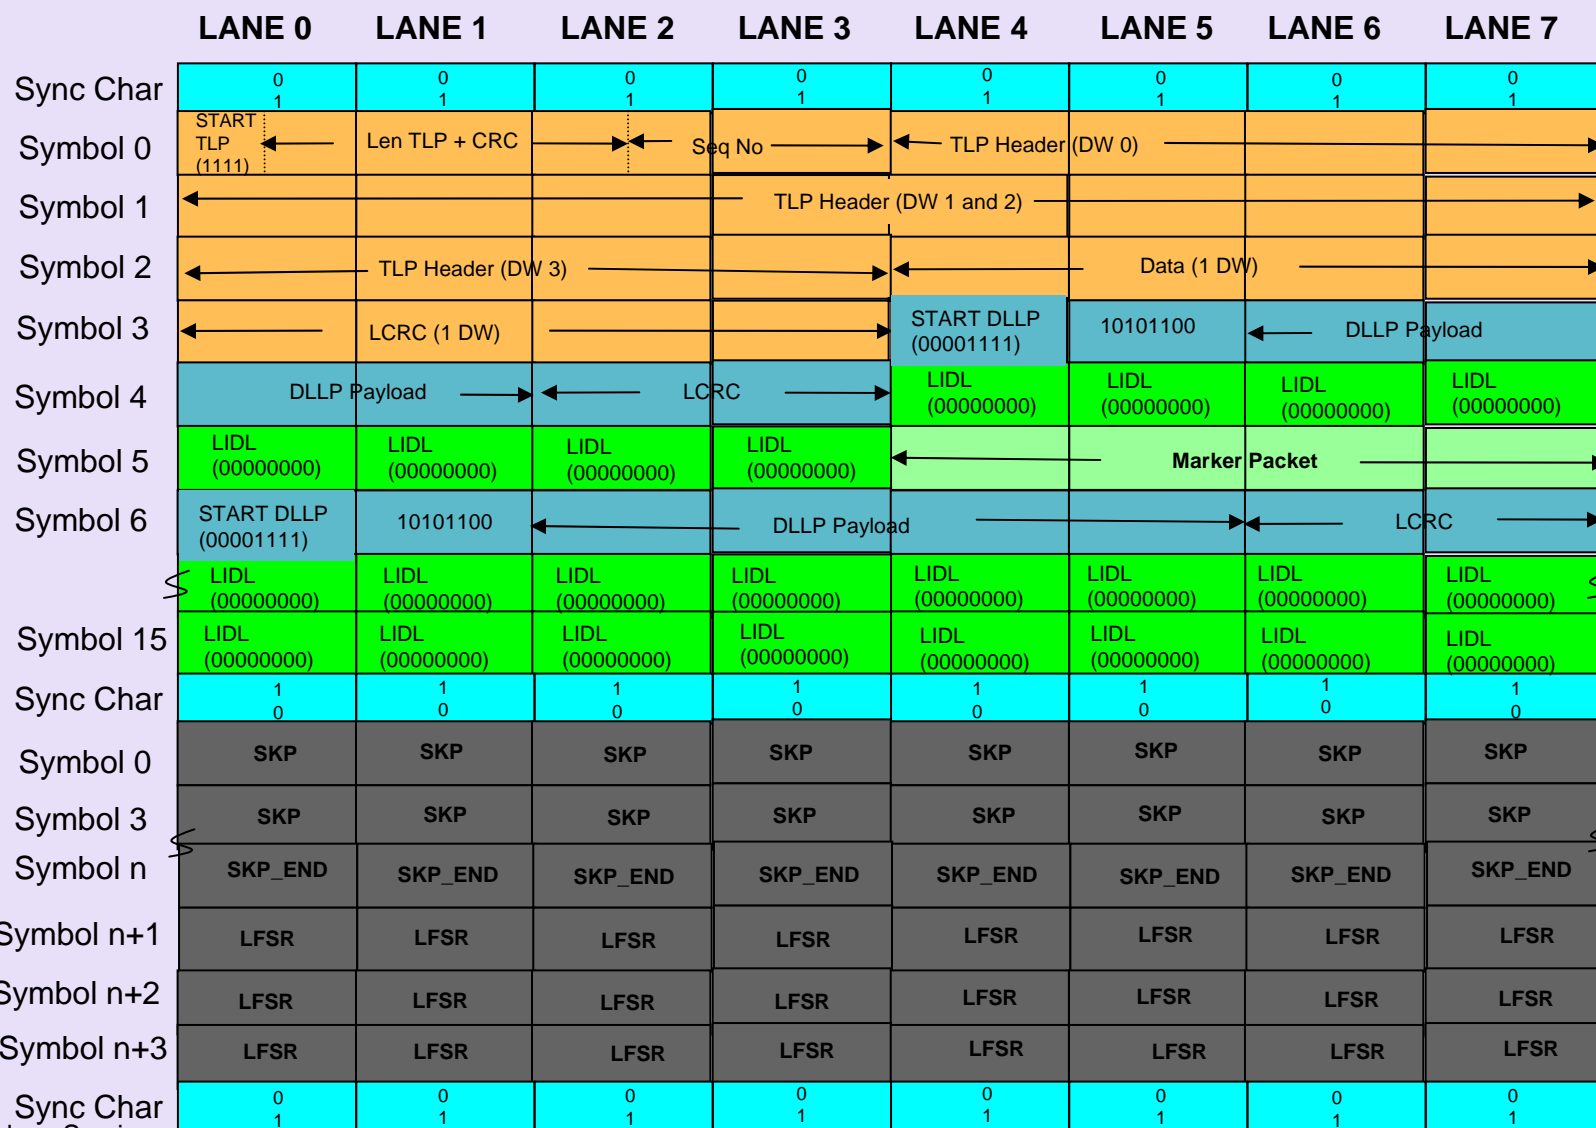 LANE 0 LANE 1 LANE 2 LANE 3 LANE 4 LANE 5 LANE 6 LANE 7
Sync Char 0 0 0 0 0 0 0 0
1 1 1 1 1 1 1 1
Symbol 0 START TLP (1111) Len TLP + CRC Seq No TLP Header (DW 0)
Symbol 1 TLP Header (DW 1 and 2)
Symbol 2 TLP Header (DW 3) Data (1 DW)
Symbol 3 LCRC (1 DW) START DLLP (00001111) 10101100 DLLP Payload
Symbol 4 DLLP Payload LCRC LIDL (00000000) LIDL (00000000) LIDL (00000000) LIDL (00000000)
Symbol 5 LIDL (00000000) LIDL (00000000) LIDL (00000000) LIDL (00000000) Marker Packet
Symbol 6 START DLLP (00001111) 10101100 DLLP Payload LCRC
LIDL (00000000) LIDL (00000000) LIDL (00000000) LIDL (00000000) LIDL (00000000) LIDL (00000000) LIDL (00000000) LIDL (00000000)
Symbol 15 LIDL (00000000) LIDL (00000000) LIDL (00000000) LIDL (00000000) LIDL (00000000) LIDL (00000000) LIDL (00000000) LIDL (00000000)
Sync Char 1 1 1 1 1 1 1 1
0 0 0 0 0 0 0 0
Symbol 0 SKP SKP SKP SKP SKP SKP SKP SKP
Symbol 3 SKP SKP SKP SKP SKP SKP SKP SKP
Symbol n SKP_END SKP_END SKP_END SKP_END SKP_END SKP_END SKP_END SKP_END
Symbol n+1 LFSR LFSR LFSR LFSR LFSR LFSR LFSR LFSR
Symbol n+2 LFSR LFSR LFSR LFSR LFSR LFSR LFSR LFSR
Symbol n+3 LFSR LFSR LFSR LFSR LFSR LFSR LFSR LFSR
Sync Char 0 0 0 0 0 0 0 0
1 1 1 1 1 1 1 1